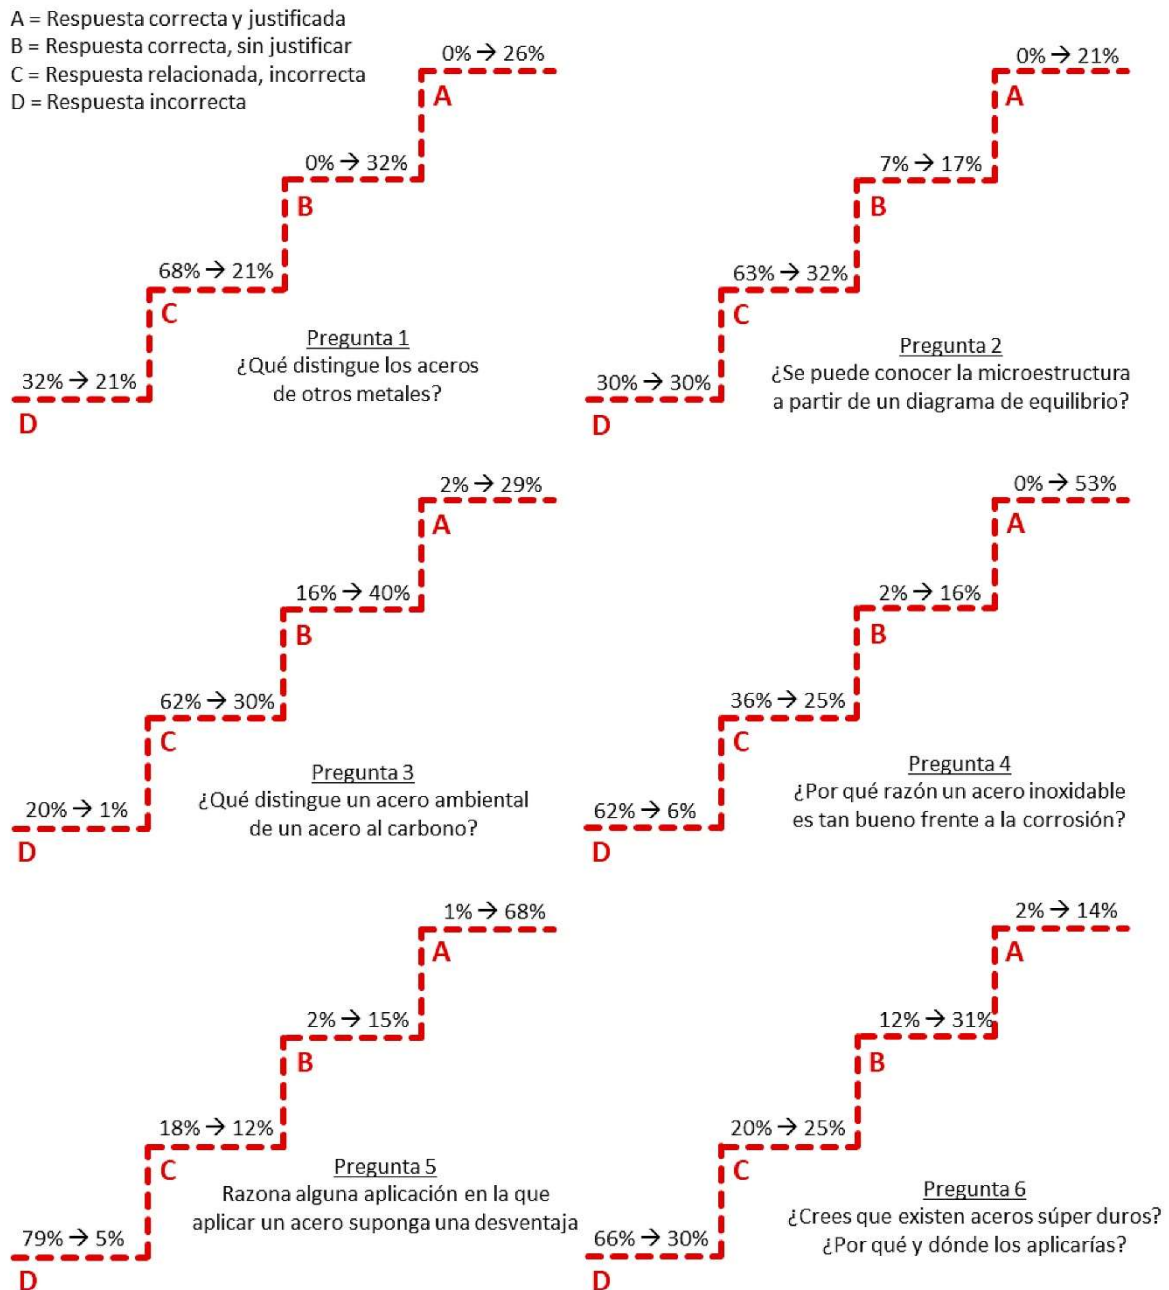 A = Respuesta correcta y justificada
B = Respuesta correcta, sin justificar
C = Respuesta relacionada, incorrecta
D = Respuesta incorrecta
0% → 26%
A
0% → 32%
B
68% → 21%
C
32% → 21%
D
Pregunta 1
¿Qué distingue los aceros
de otros metales?
0% → 21%
A
7% → 17%
B
63% → 32%
C
30% → 30%
D
Pregunta 2
¿Se puede conocer la microestructura
a partir de un diagrama de equilibrio?
2% → 29%
A
16% → 40%
B
62% → 30%
C
20% → 1%
D
Pregunta 3
¿Qué distingue un acero ambiental
de un acero al carbono?
0% → 53%
A
2% → 16%
B
36% → 25%
C
62% → 6%
D
Pregunta 4
¿Por qué razón un acero inoxidable
es tan bueno frente a la corrosión?
1% → 68%
A
2% → 15%
B
18% → 12%
C
79% → 5%
D
Pregunta 5
Razona alguna aplicación en la que
aplicar un acero suponga una desventaja
2% → 14%
A
12% → 31%
B
20% → 25%
C
66% → 30%
D
Pregunta 6
¿Crees que existen aceros súper duros?
¿Por qué y dónde los aplicarías?